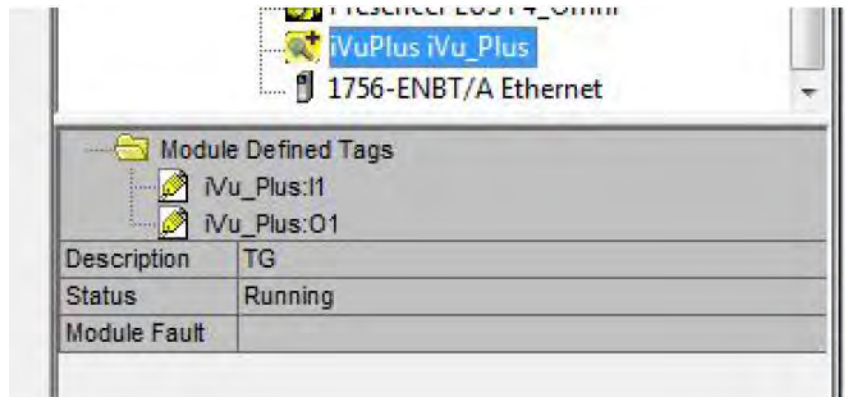 iVuPlus iVu_Plus
1756-ENBT/A Ethernet
Module Defined Tags
iVu_Plus:I1
iVu_Plus:O1
Description TG
Status Running
Module Fault